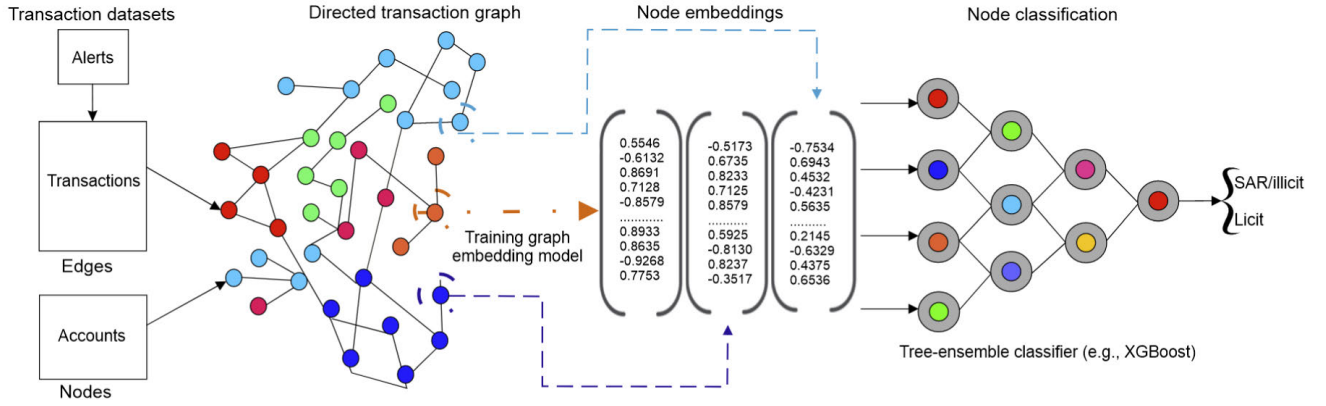 Transaction datasets
Directed transaction graph
Node embeddings
Node classification
Alerts
Transactions
Edges
Accounts
Nodes
Training graph
embedding model
0.5546
-0.6132
0.8691
0.7128
-0.8579
............
0.8933
0.8635
-0.9268
0.7753
-0.5173
0.6735
0.8233
0.7125
0.8579
............
0.5925
-0.8130
0.8237
-0.3517
-0.7534
0.6943
0.4532
-0.4231
0.5635
..........
0.2145
-0.6329
0.4375
0.6536
SAR/illicit
Licit
Tree-ensemble classifier (e.g., XGBoost)